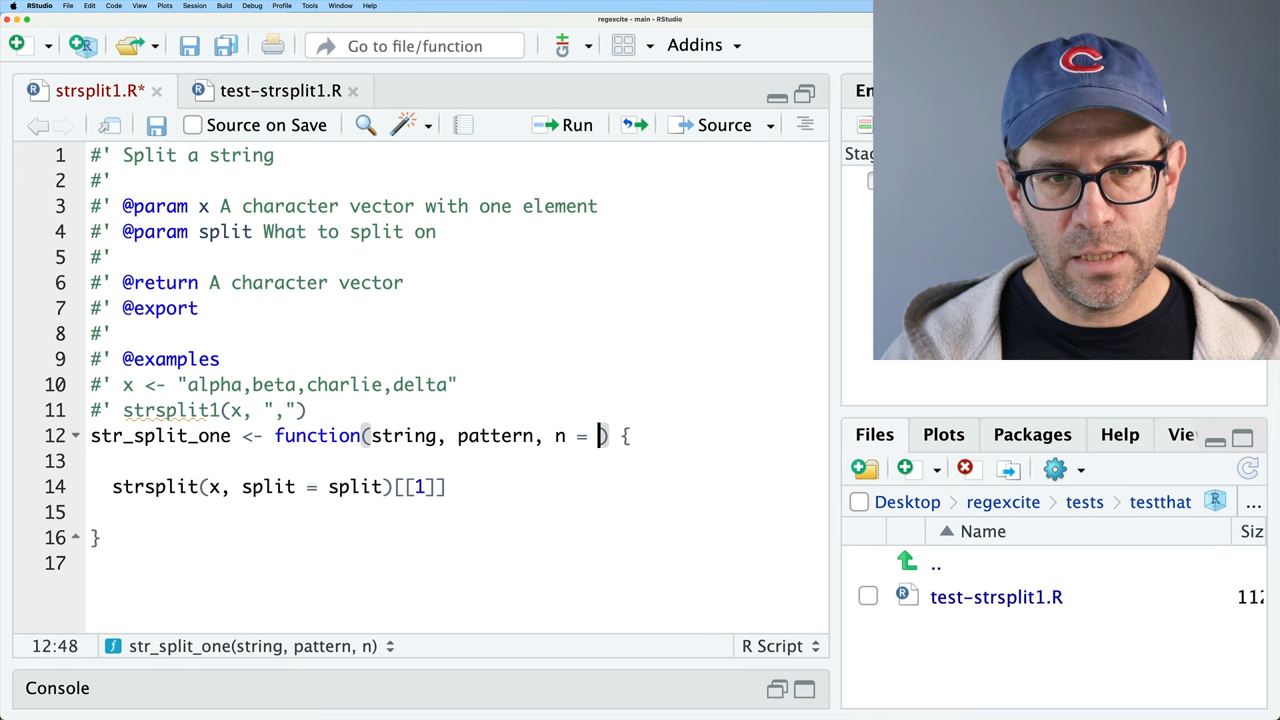 RStudio File Edit Code View Plots Session Build Debug Profile Tools Window Help
regexcite - main - RStudio
Go to file/function Addins
strsplit1.R* test-strsplit1.R
Source on Save Run Source
1 #' Split a string
2 #'
3 #' @param x A character vector with one element
4 #' @param split What to split on
5 #'
6 #' @return A character vector
7 #' @export
8 #'
9 #' @examples
10 #' x <- "alpha,beta,charlie,delta"
11 #' strsplit1(x, ",")
12 str_split_one <- function(string, pattern, n = ) {
13
14 strsplit(x, split = split)[[1]]
15
16 }
17
12:48 str_split_one(string, pattern, n) R Script
Console
En
Stag
C
Files Plots Packages Help Vie
Desktop regexcite tests testthat ...
Name Siz
..
test-strsplit1.R 112